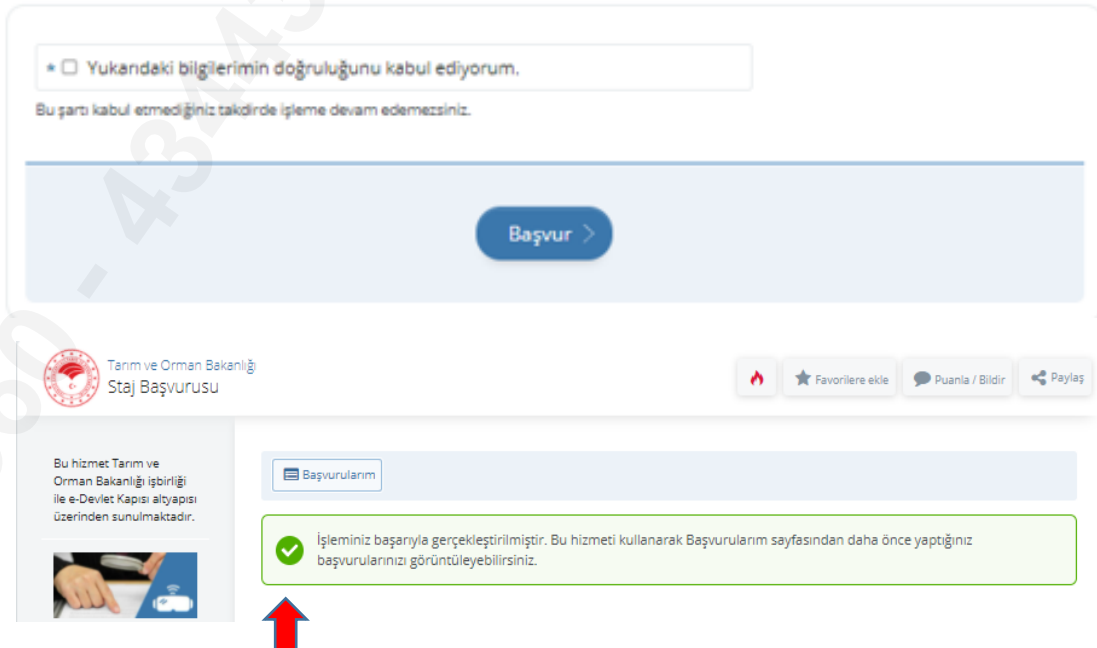 * Yukarıdaki bilgilerimin doğruluğunu kabul ediyorum.
Bu şartı kabul etmediğiniz takdirde işleme devam edemezsiniz.
Başvur
Tarım ve Orman Bakanlığı
Staj Başvurusu
Favorilere ekle
Puanla / Bildir
Paylaş
Bu hizmet Tarım ve
Orman Bakanlığı işbirliği
ile e-Devlet Kapısı altyapısı
üzerinden sunulmaktadır.
Başvurularım
İşleminiz başarıyla gerçekleştirilmiştir. Bu hizmeti kullanarak Başvurularım sayfasından daha önce yaptığınız
başvurularınızı görüntüleyebilirsiniz.